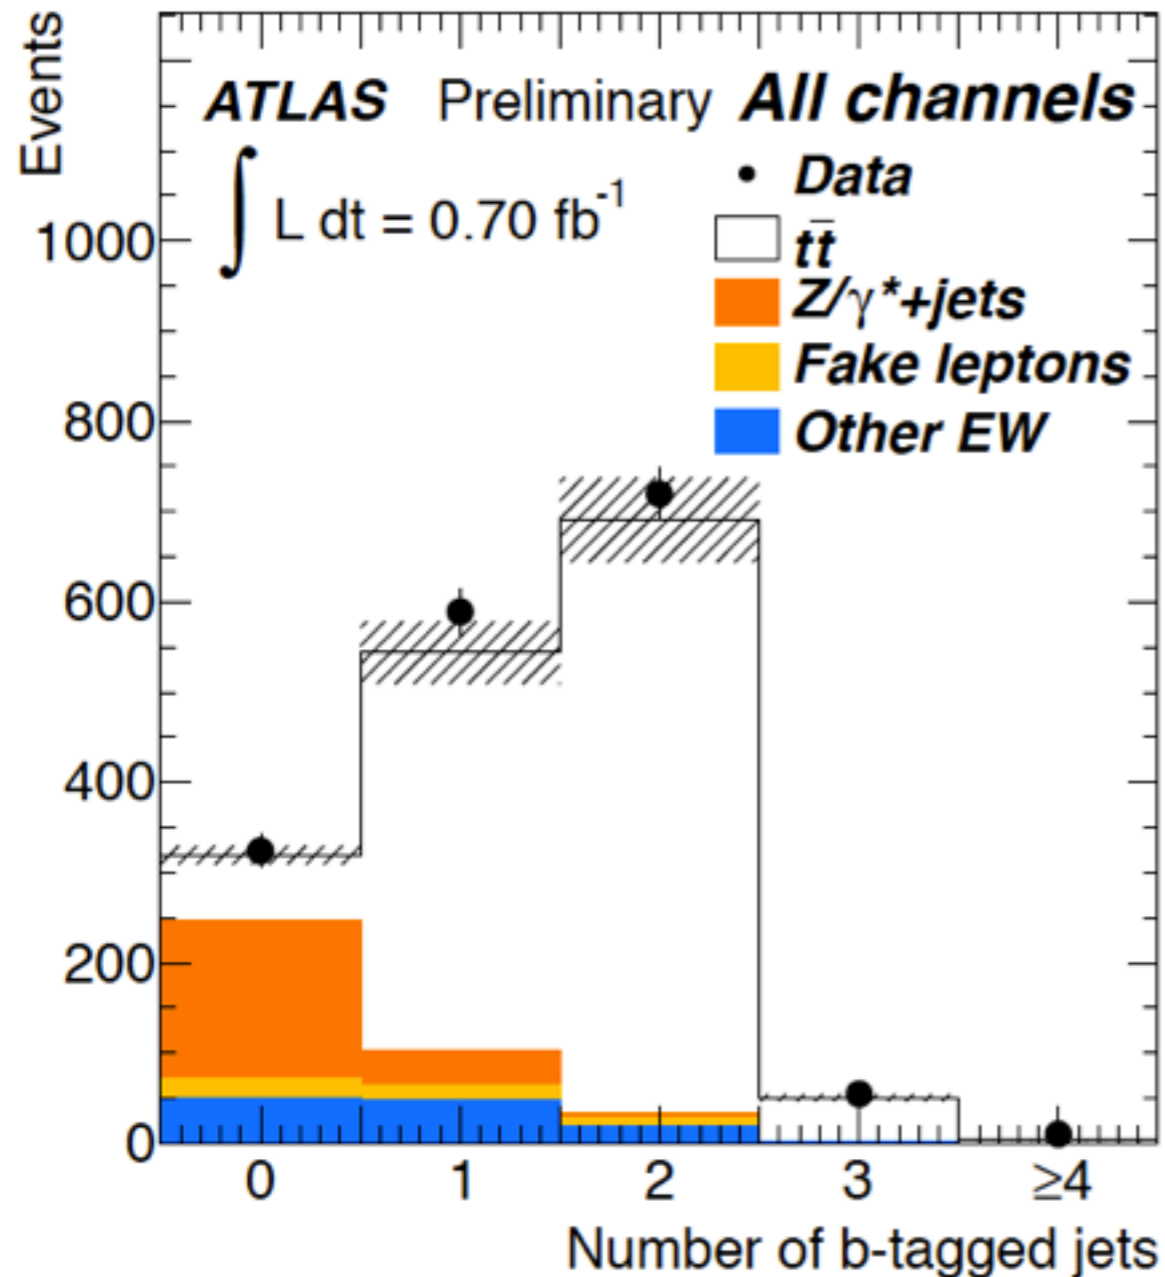 Events
ATLAS Preliminary All channels
∫ L dt = 0.70 fb⁻¹
Data
tt̄
Z/γ*+jets
Fake leptons
Other EW
1000
800
600
400
200
0
0 1 2 3 ≥4
Number of b-tagged jets